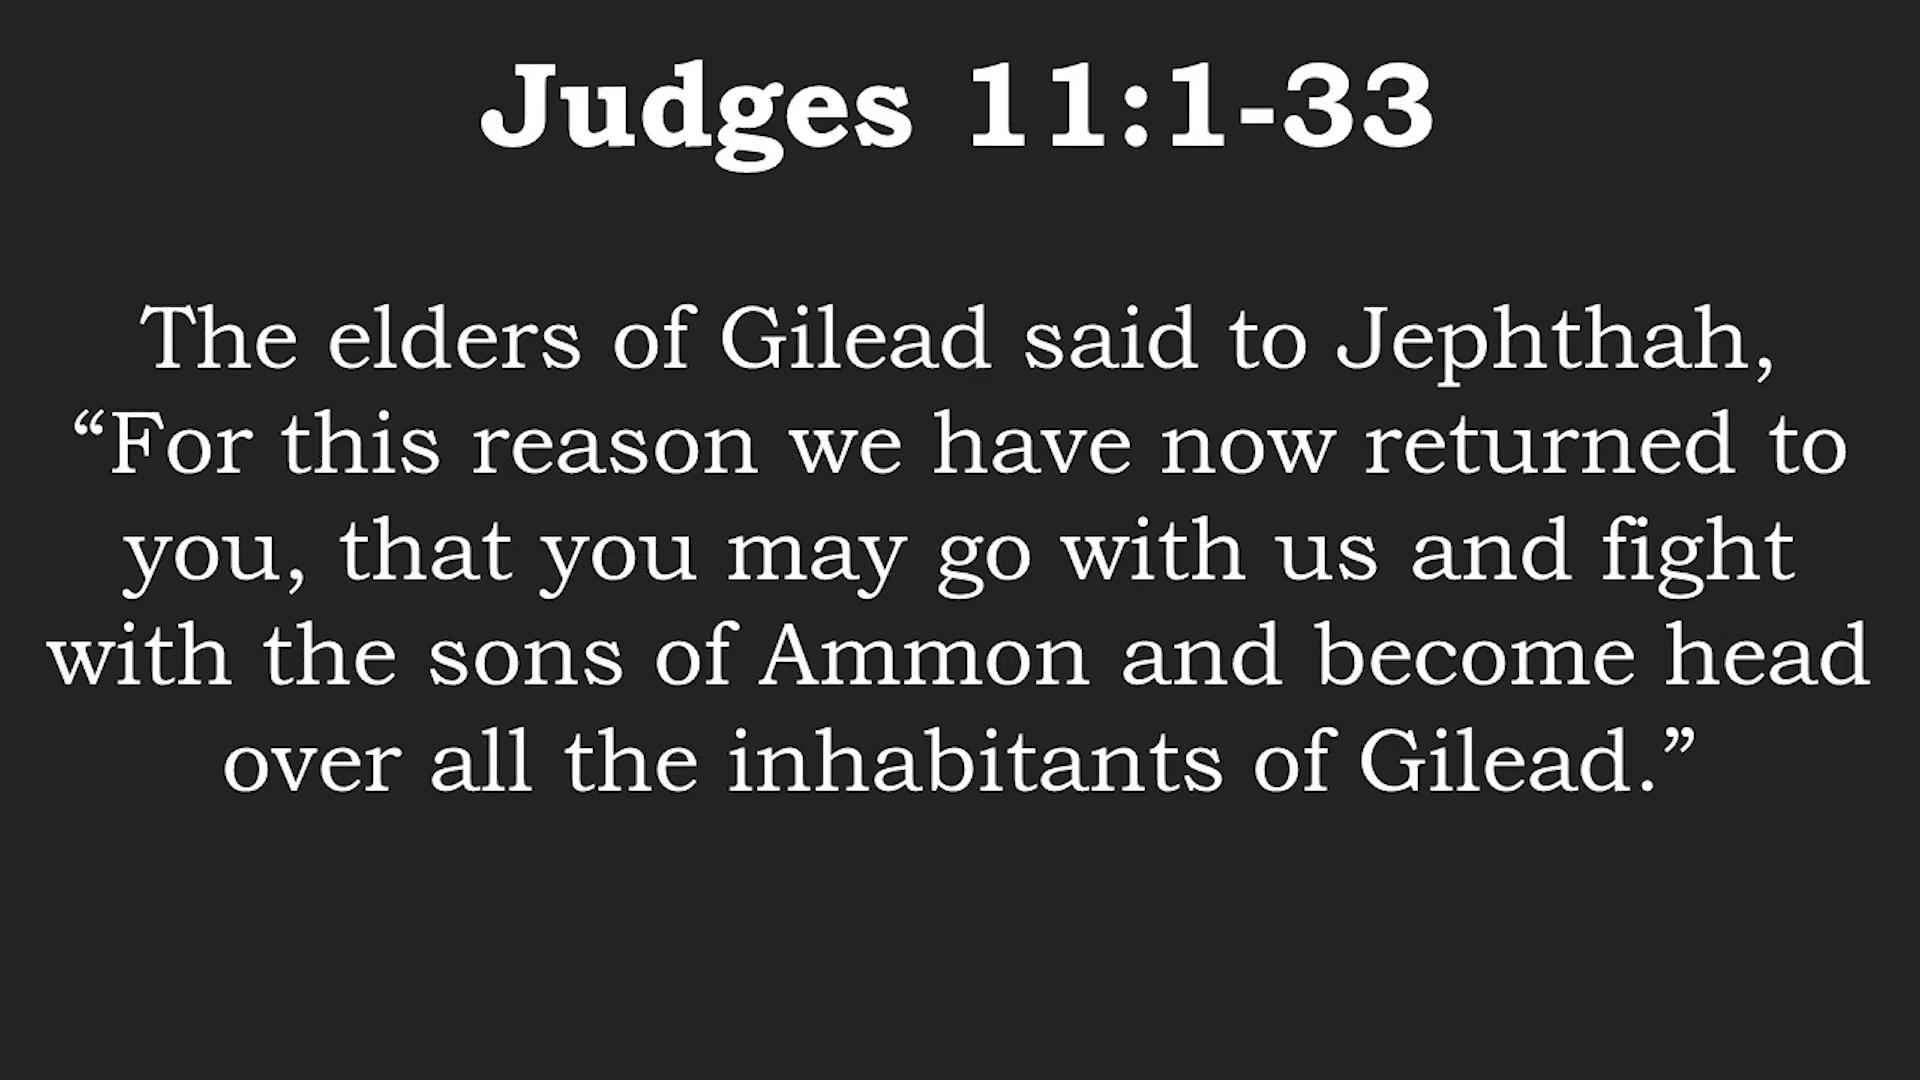 Judges 11:1-33
The elders of Gilead said to Jephthah,
“For this reason we have now returned to
you, that you may go with us and fight
with the sons of Ammon and become head
over all the inhabitants of Gilead.”